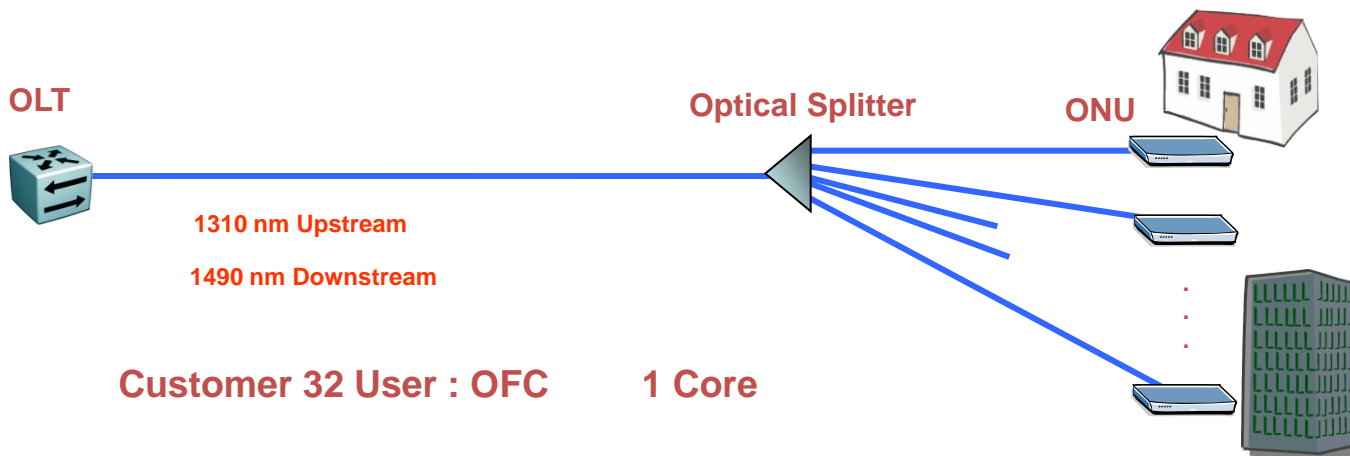 OLT
Optical Splitter
ONU
1310 nm Upstream
1490 nm Downstream
.
.
.
Customer 32 User : OFC 1 Core